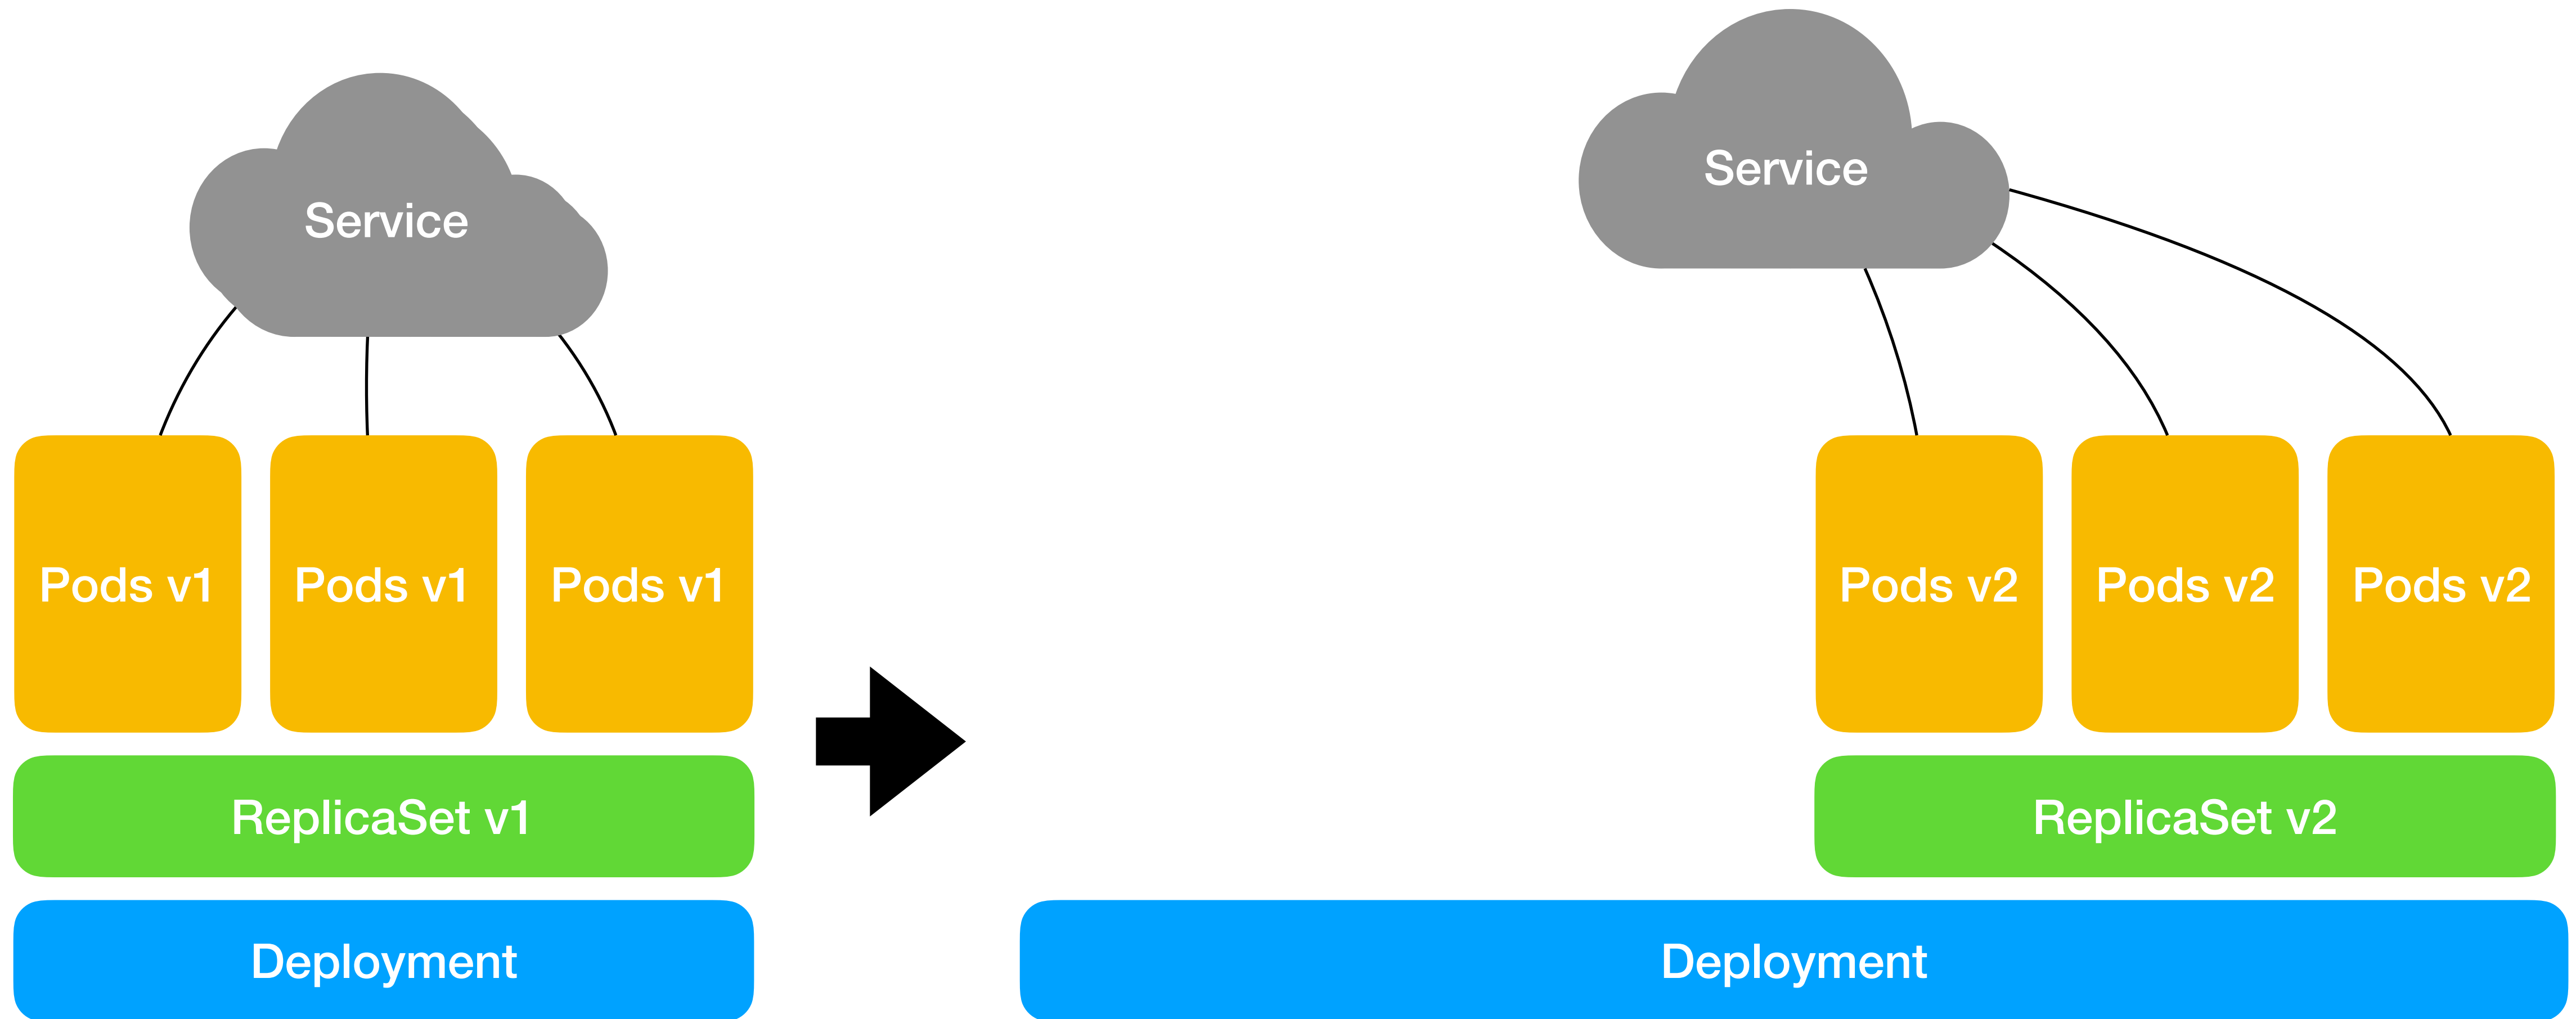 Service
Pods v1
Pods v1
Pods v1
ReplicaSet v1
Deployment
Service
Pods v2
Pods v2
Pods v2
ReplicaSet v2
Deployment